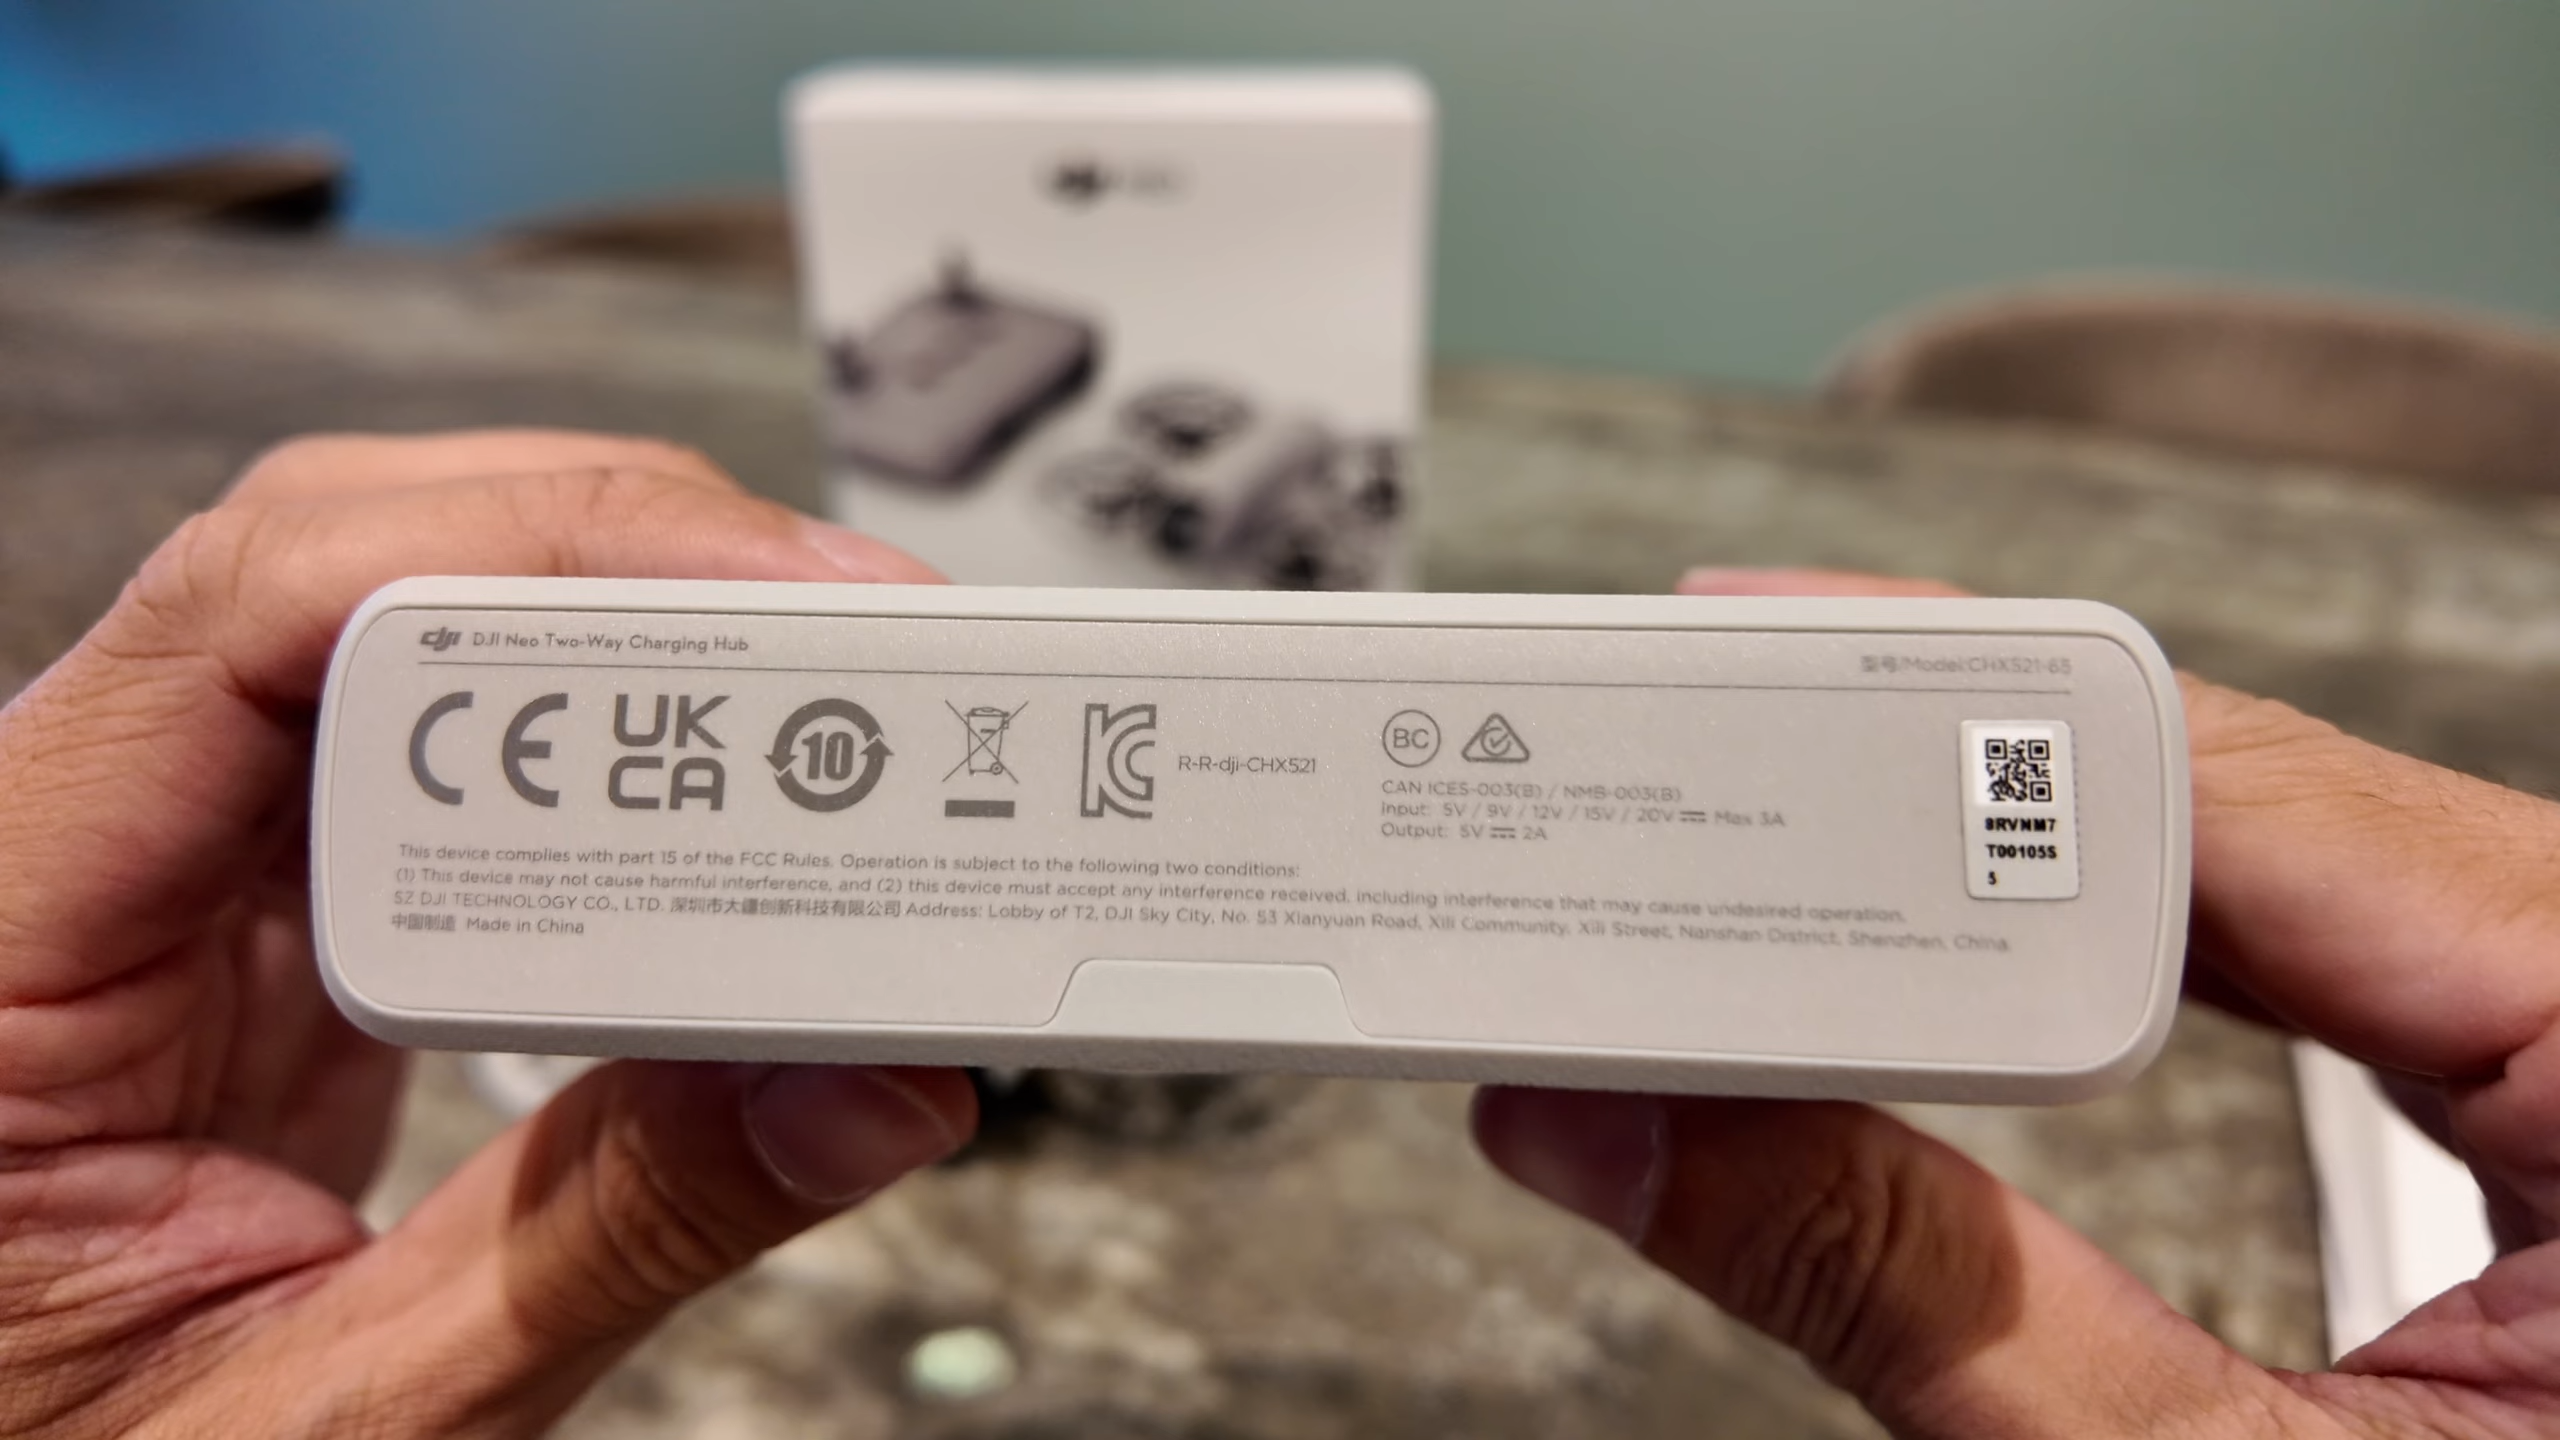 dji DJI Neo Two-Way Charging Hub
型号/Model:CHX521-65
CE
UK
CA
10
R-R-dji-CHX521
BC
CAN ICES-003(B) / NMB-003(B)
Input: 5V / 9V / 12V / 15V / 20V ⎓ Max 3A
Output: 5V ⎓ 2A
8RVNM7
T00105S
5
This device complies with part 15 of the FCC Rules. Operation is subject to the following two conditions:
(1) This device may not cause harmful interference, and (2) this device must accept any interference received, including interference that may cause undesired operation.
SZ DJI TECHNOLOGY CO., LTD. 深圳市大疆创新科技有限公司 Address: Lobby of T2, DJI Sky City, No. 53 Xianyuan Road, Xili Community, Xili Street, Nanshan District, Shenzhen, China
中国制造 Made in China